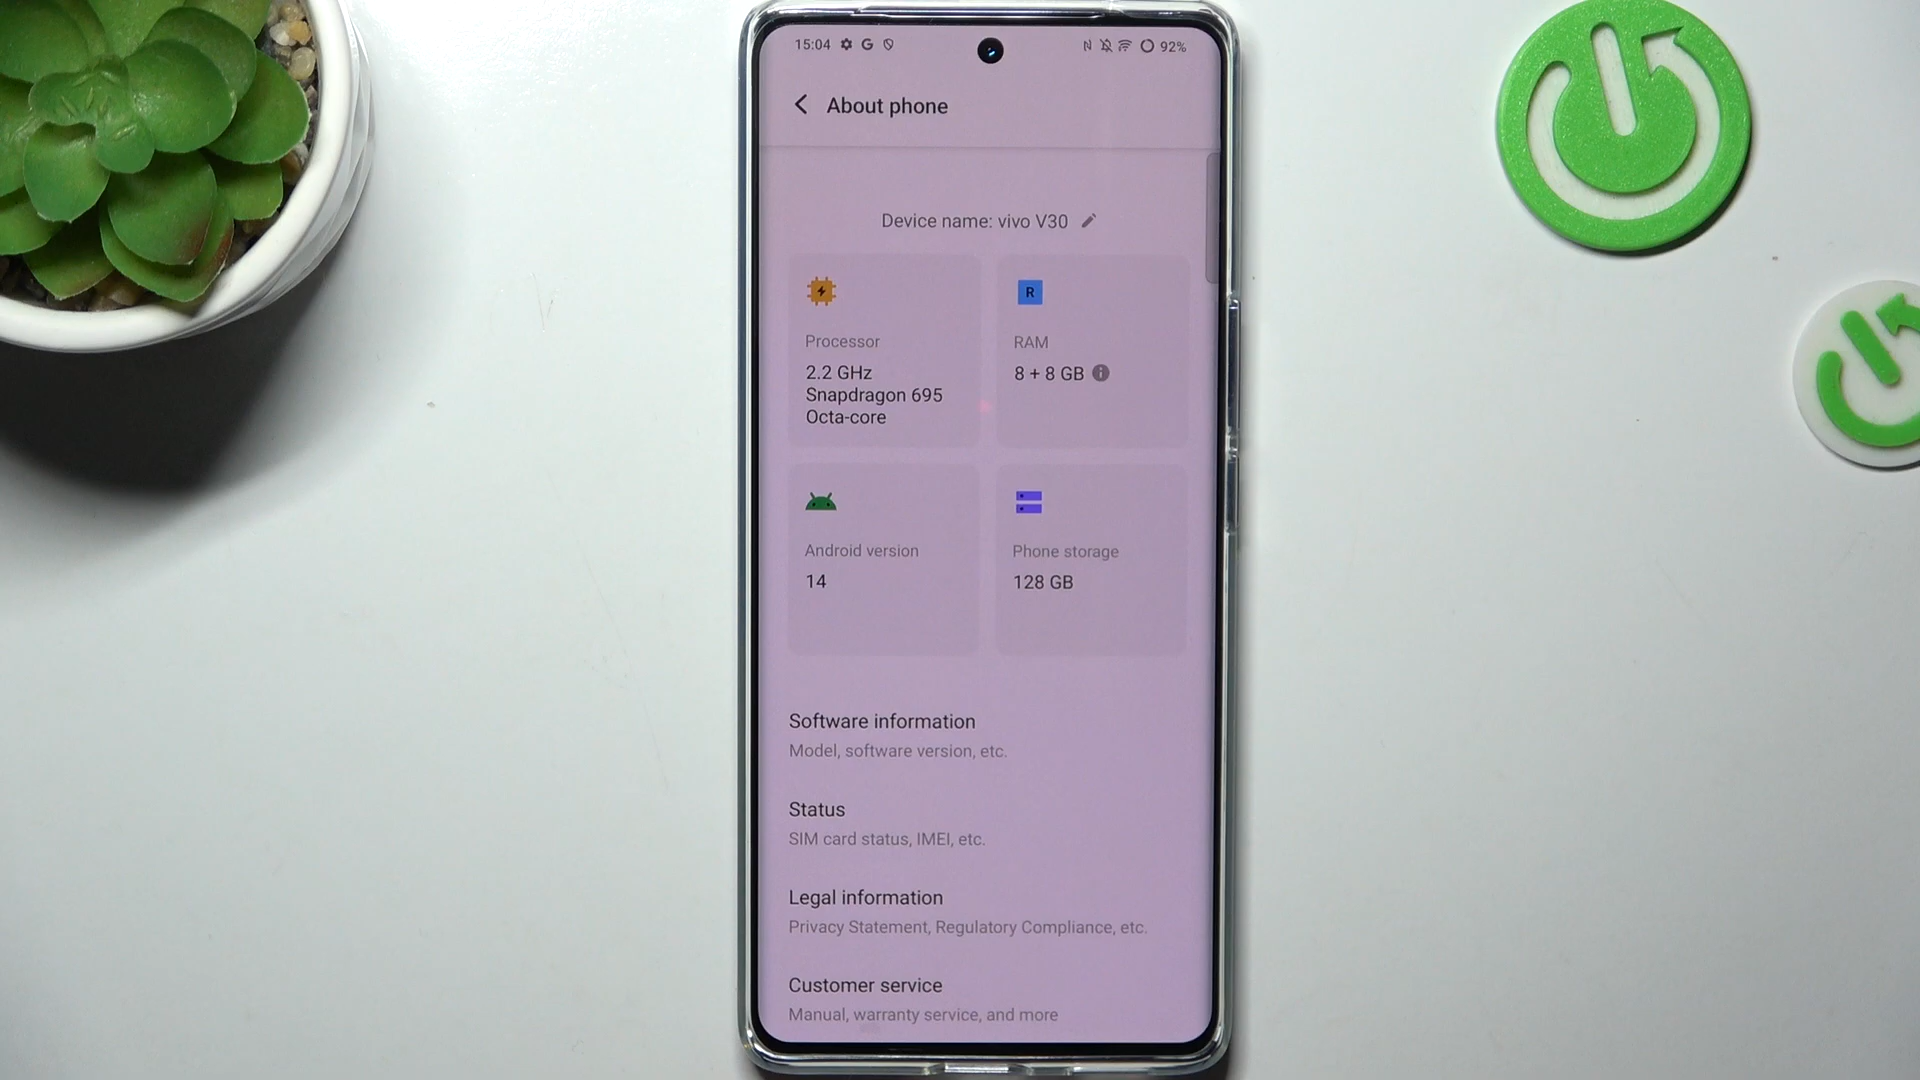 15:04 G N 92%
About phone
Device name: vivo V30
Processor
2.2 GHz
Snapdragon 695
Octa-core
R
RAM
8 + 8 GB
Android version
14
Phone storage
128 GB
Software information
Model, software version, etc.
Status
SIM card status, IMEI, etc.
Legal information
Privacy Statement, Regulatory Compliance, etc.
Customer service
Manual, warranty service, and more